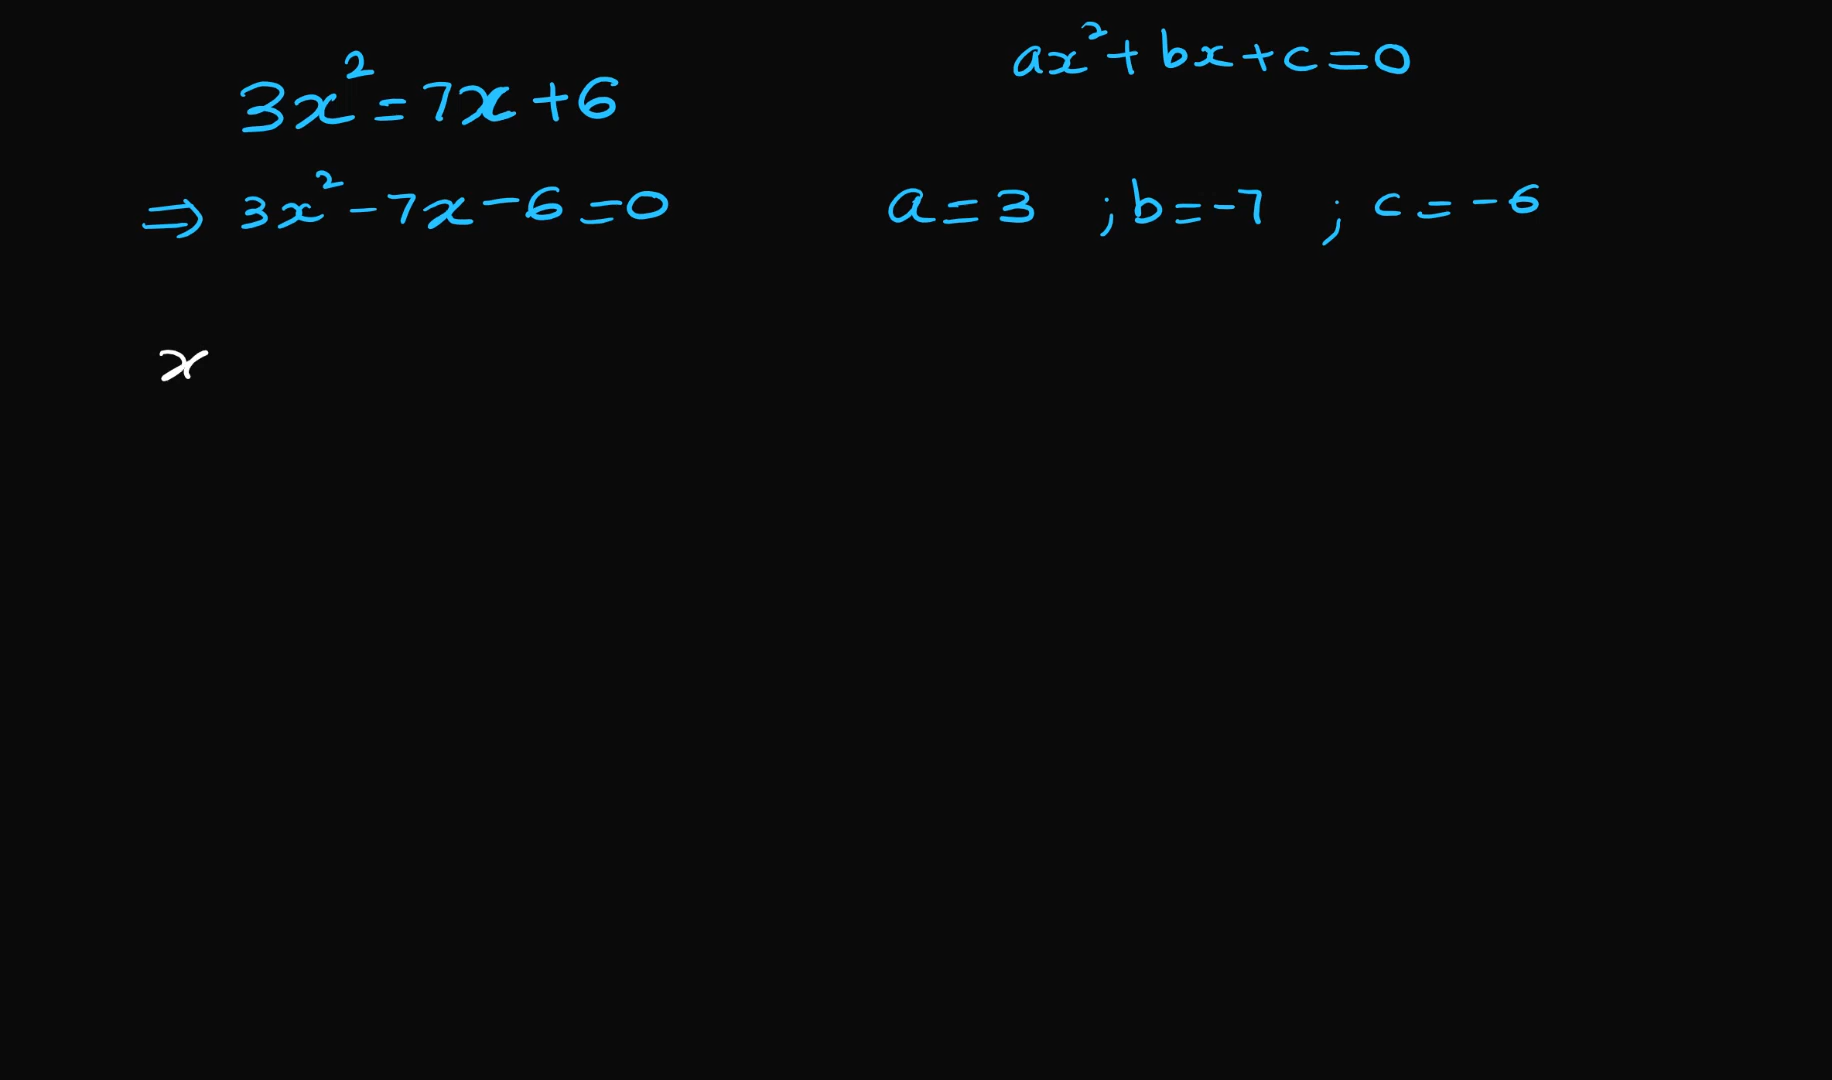 3x² = 7x + 6
ax² + bx + c = 0
⇒ 3x² - 7x - 6 = 0
a = 3 ; b = -7 ; c = -6
x